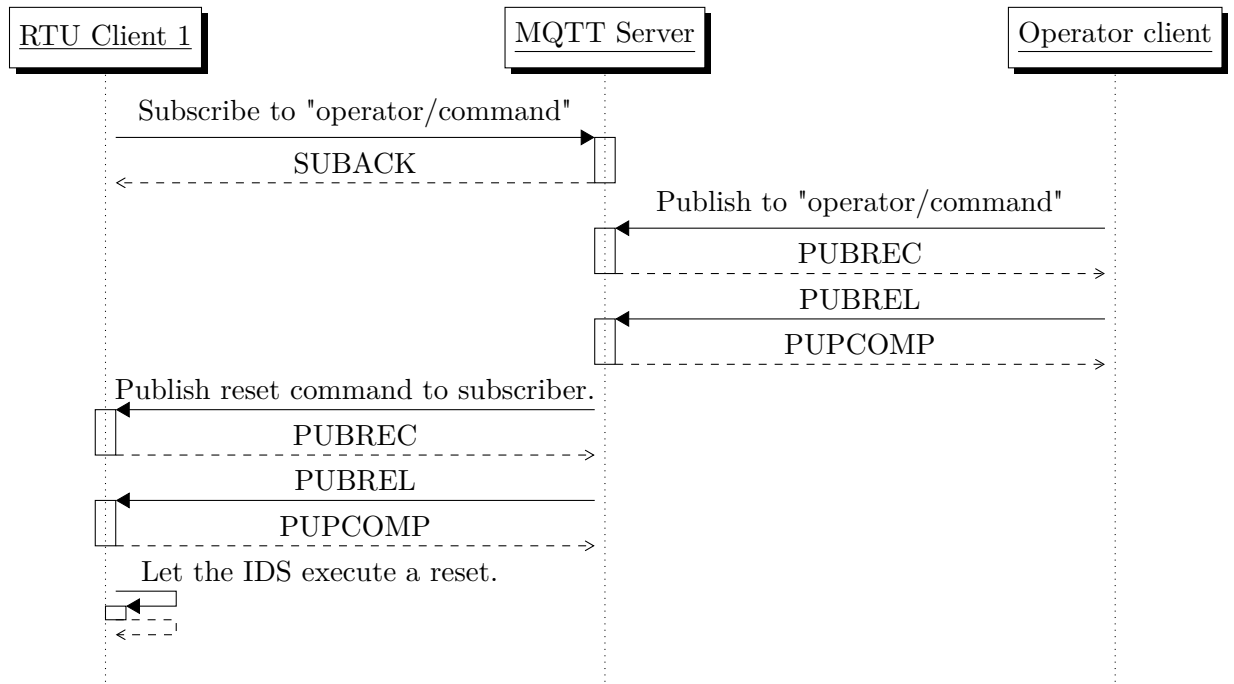 RTU Client 1
MQTT Server
Operator client
Subscribe to "operator/command"
SUBACK
Publish to "operator/command"
PUBREC
PUBREL
PUPCOMP
Publish reset command to subscriber.
PUBREC
PUBREL
PUPCOMP
Let the IDS execute a reset.